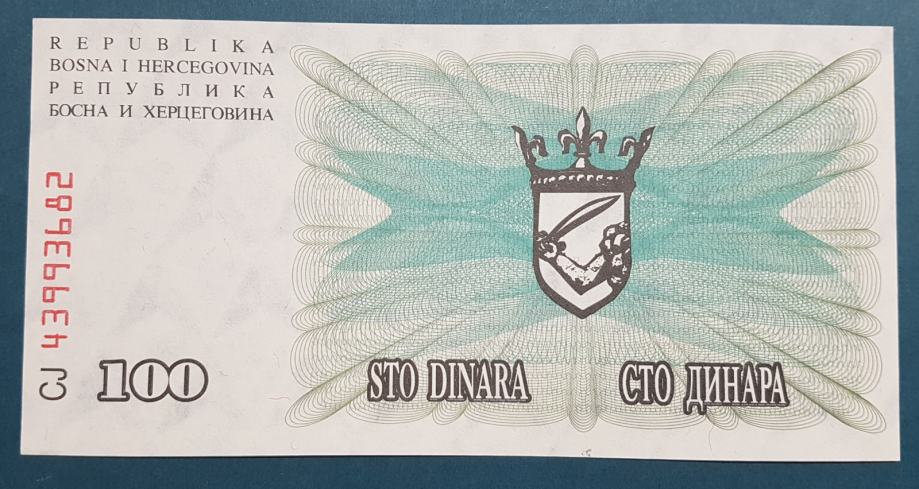 REPUBLIKA
BOSNA I HERCEGOVINA
РЕПУБЛИКА
БОСНА И ХЕРЦЕГОВИНА
CJ 43993682
100
STO DINARA
СТО ДИНАРА